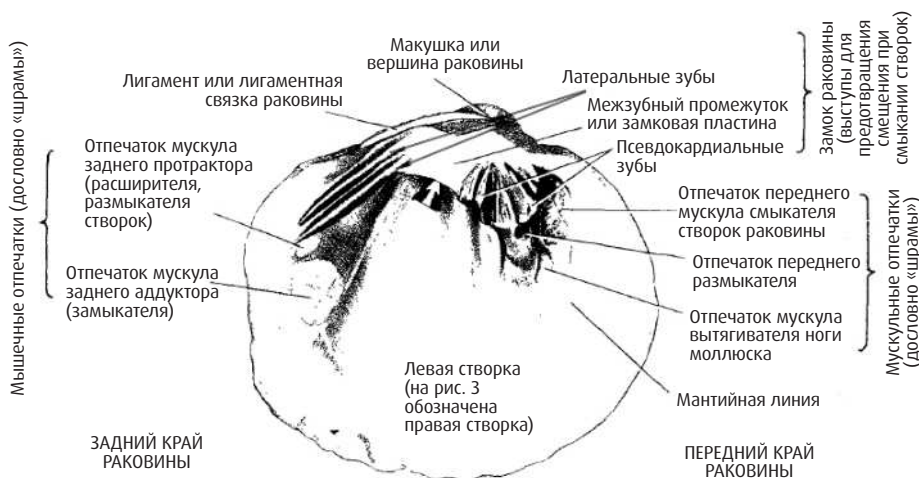 Мышечные отпечатки (дословно «шрамы»)
Лигамент или лигаментная
связка раковины
Отпечаток мускула
заднего протрактора
(расширителя,
размыкателя
створок)
Отпечаток мускула
заднего аддуктора
(замыкателя)
ЗАДНИЙ КРАЙ
РАКОВИНЫ
Макушка или
вершина раковины
Левая створка
(на рис. 3
обозначена
правая створка)
Латеральные зубы
Межзубный промежуток
или замковая пластина
Псевдокардиальные
зубы
Отпечаток переднего
мускула смыкателя
створок раковины
Отпечаток переднего
размыкателя
Отпечаток мускула
вытягивателя ноги
моллюска
Мантийная линия
ПЕРЕДНИЙ КРАЙ
РАКОВИНЫ
Замок раковины
(выступы для
предотвращения
смещения при
смыкании створок)
Мускульные отпечатки
(дословно «шрамы»)